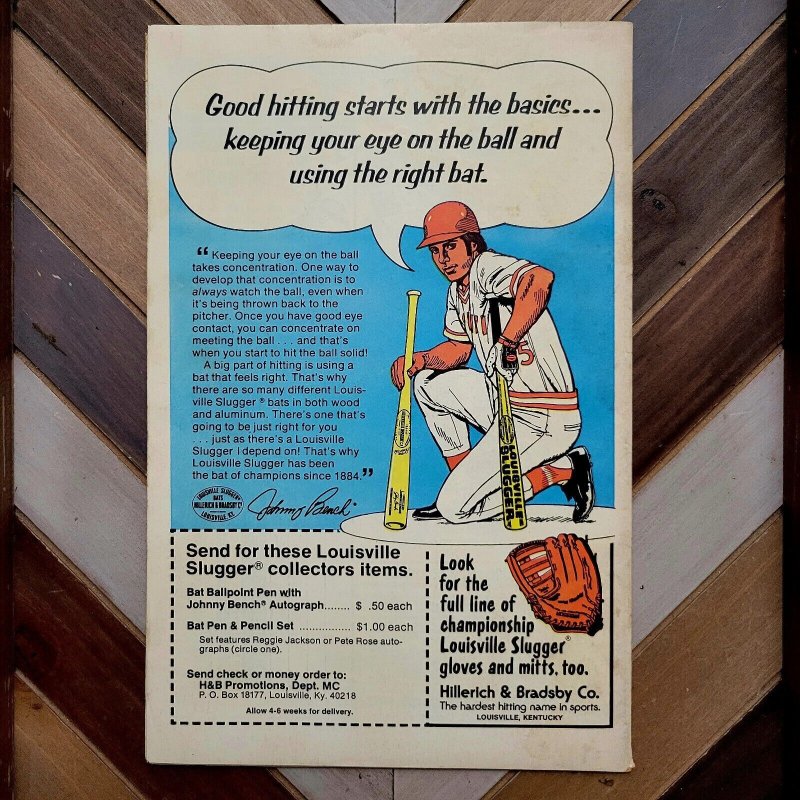 Good hitting starts with the basics...
keeping your eye on the ball and
using the right bat.
“Keeping your eye on the ball
takes concentration. One way to
develop that concentration is to
always watch the ball, even when
it's being thrown back to the
pitcher. Once you have good eye
contact, you can concentrate on
meeting the ball . . . and that's
when you start to hit the ball solid!
A big part of hitting is using a
bat that feels right. That's why
there are so many different Louis-
ville Slugger® bats in both wood
and aluminum. There's one that's
going to be just right for you
. . . just as there's a Louisville
Slugger I depend on! That's why
Louisville Slugger has been
the bat of champions since 1884.”
LOUISVILLE SLUGGER
BATS
HILLERICH & BRADSBY Co
LOUISVILLE, KY.
Johnny Bench®
5
LOUISVILLE
SLUGGER
Send for these Louisville
Slugger® collectors items.
Bat Ballpoint Pen with
Johnny Bench® Autograph........ $ .50 each
Bat Pen & Pencil Set ................ $1.00 each
Set features Reggie Jackson or Pete Rose auto-
graphs (circle one).
Send check or money order to:
H&B Promotions, Dept. MC
P. O. Box 18177, Louisville, Ky. 40218
Allow 4-6 weeks for delivery.
Look
for the
full line of
championship
Louisville Slugger®
gloves and mitts, too.
Hillerich & Bradsby Co.
The hardest hitting name in sports.
LOUISVILLE, KENTUCKY